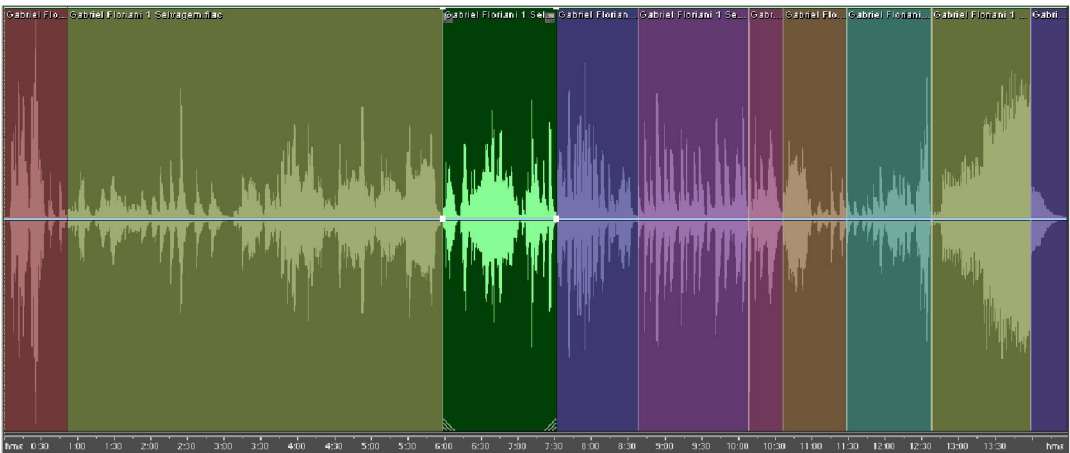 Gabriel Flo... Gabriel Floriani 1 Selvagem.flac Gabriel Floriani 1 Sel... Gabriel Florian... Gabriel Floriani 1 Se... Gabr... Gabriel Flo... Gabriel Floriani... Gabriel Floriani 1 ... Gabri...
hms 0:30 1:00 1:30 2:00 2:30 3:00 3:30 4:00 4:30 5:00 5:30 6:00 6:30 7:00 7:30 8:00 8:30 9:00 9:30 10:00 10:30 11:00 11:30 12:00 12:30 13:00 13:30 hms